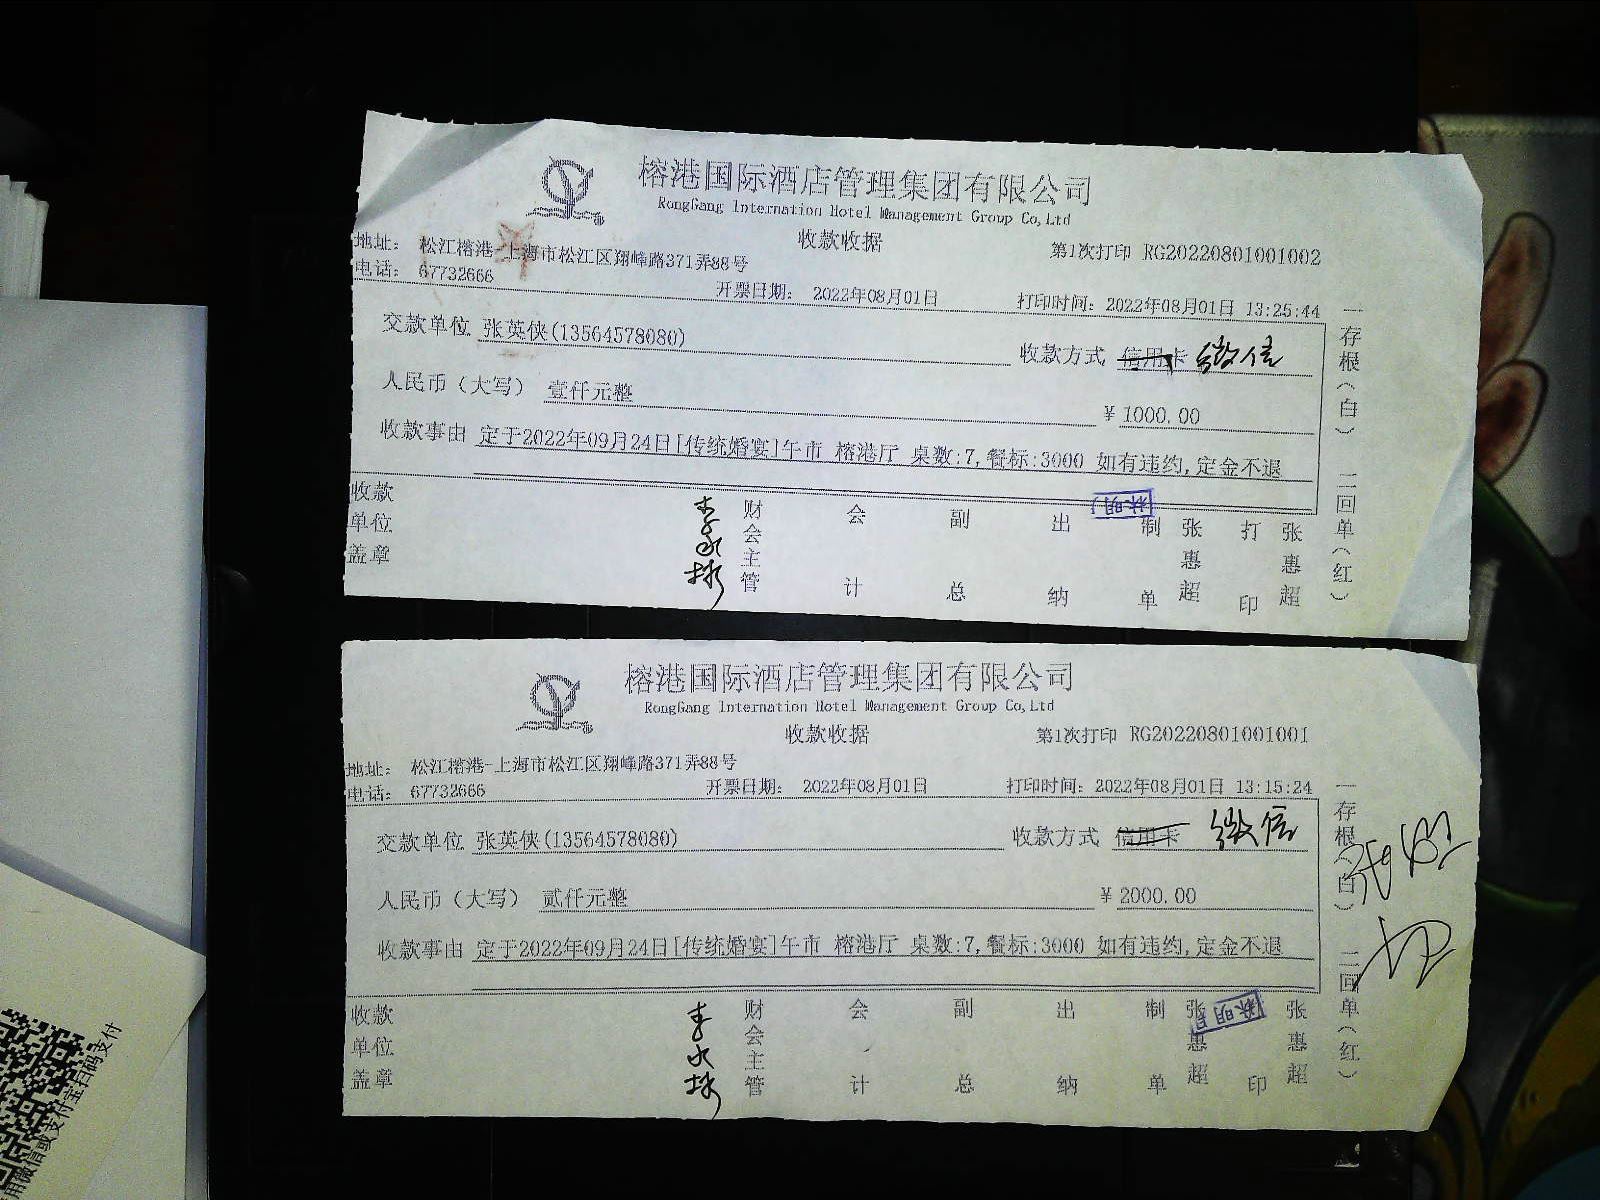 榕港国际酒店管理集团有限公司
RongGang Internation Hotel Management Group Co,Ltd
收款收据
第1次打印 RG20220801001002
地址： 松江榕港-上海市松江区翔峰路371弄88号
电话： 67732666
开票日期： 2022年08月01日
打印时间：2022年08月01日 13:25:44
交款单位 张英侠(13564578080)
收款方式 信用卡 微信
人民币（大写） 壹仟元整
￥1000.00
收款事由 定于2022年09月24日[传统婚宴]午市 榕港厅 桌数:7,餐标:3000 如有违约,定金不退
收款单位盖章
财会主管
会计
副总
出纳
制单 张惠超
打印 张惠超
一存根（白） 二回单（红）
榕港国际酒店管理集团有限公司
RongGang Internation Hotel Management Group Co,Ltd
收款收据
第1次打印 RG20220801001001
地址： 松江榕港-上海市松江区翔峰路371弄88号
电话： 67732666
开票日期： 2022年08月01日
打印时间：2022年08月01日 13:15:24
交款单位 张英侠(13564578080)
收款方式 信用卡 微信
人民币（大写） 贰仟元整
￥2000.00
收款事由 定于2022年09月24日[传统婚宴]午市 榕港厅 桌数:7,餐标:3000 如有违约,定金不退
收款单位盖章
财会主管
会计
副总
出纳
制单 张惠超
印 张惠超
一存根（白） 二回单（红）
用微信或支付宝扫码支付